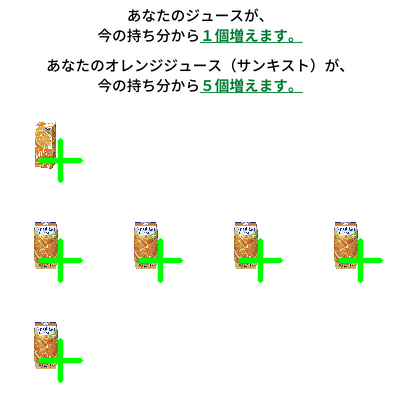 あなたのジュースが、
今の持ち分から１個増えます。
あなたのオレンジジュース（サンキスト）が、
今の持ち分から５個増えます。